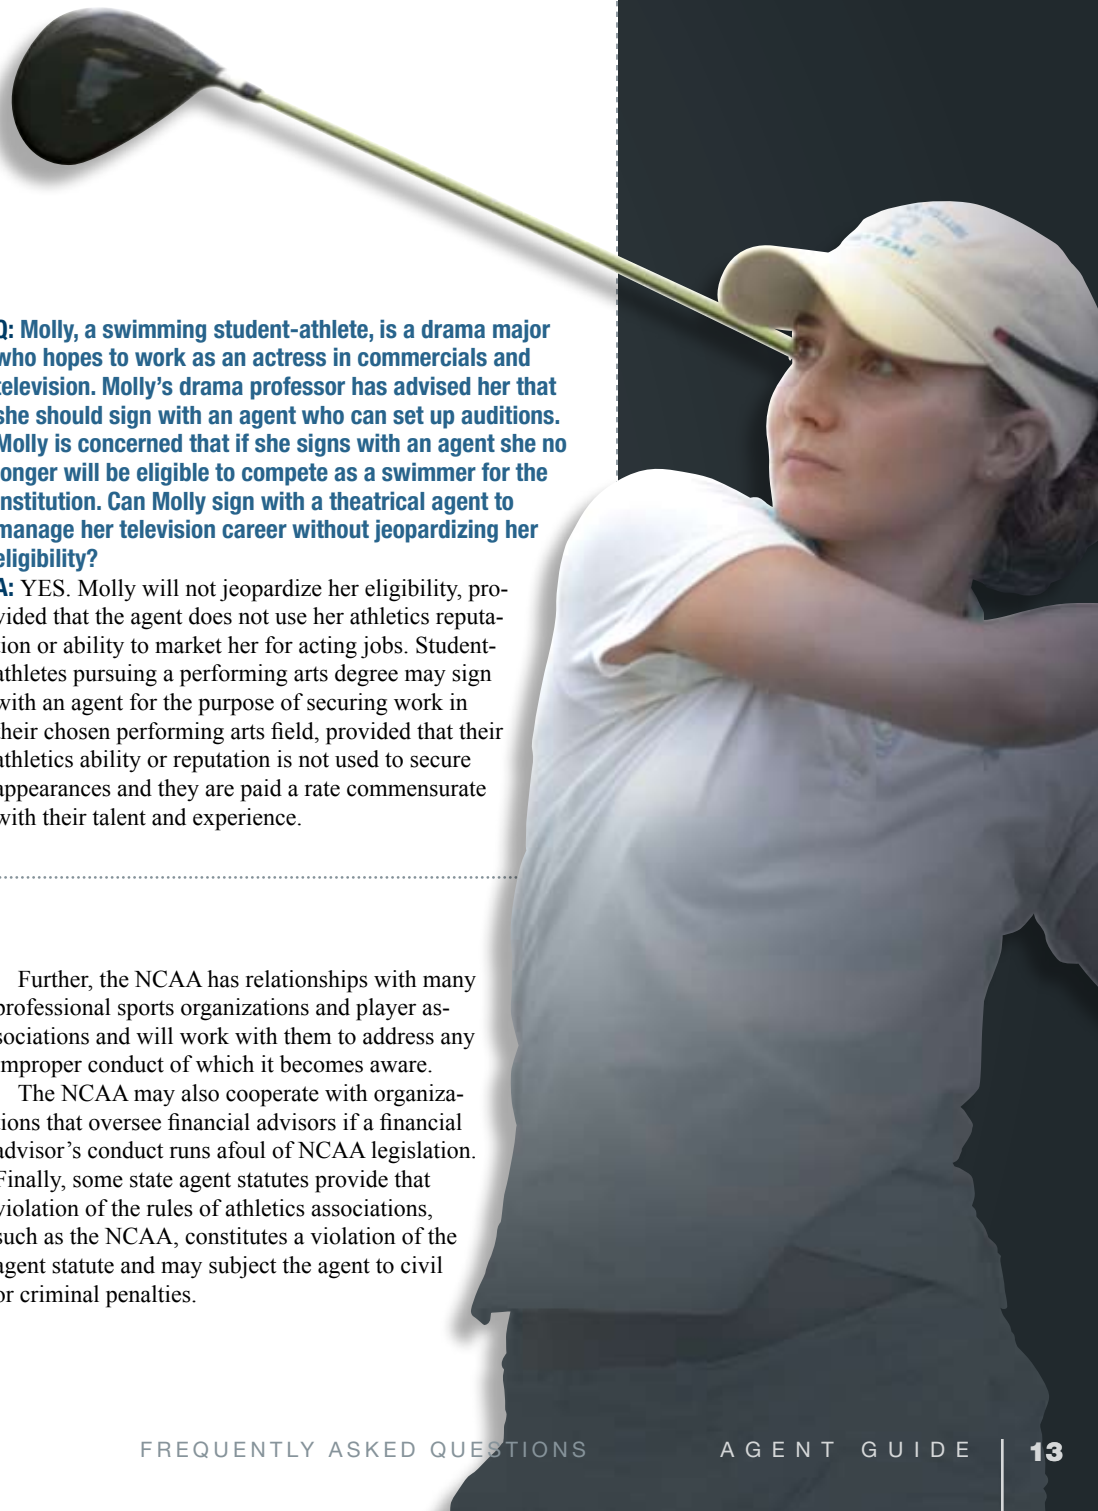 Q: Molly, a swimming student-athlete, is a drama major
who hopes to work as an actress in commercials and
television. Molly's drama professor has advised her that
she should sign with an agent who can set up auditions.
Molly is concerned that if she signs with an agent she no
longer will be eligible to compete as a swimmer for the
institution. Can Molly sign with a theatrical agent to
manage her television career without jeopardizing her
eligibility?
A: YES. Molly will not jeopardize her eligibility, pro-
vided that the agent does not use her athletics reputa-
tion or ability to market her for acting jobs. Student-
athletes pursuing a performing arts degree may sign
with an agent for the purpose of securing work in
their chosen performing arts field, provided that their
athletics ability or reputation is not used to secure
appearances and they are paid a rate commensurate
with their talent and experience.
Further, the NCAA has relationships with many
professional sports organizations and player as-
sociations and will work with them to address any
improper conduct of which it becomes aware.
The NCAA may also cooperate with organiza-
tions that oversee financial advisors if a financial
advisor's conduct runs afoul of NCAA legislation.
Finally, some state agent statutes provide that
violation of the rules of athletics associations,
such as the NCAA, constitutes a violation of the
agent statute and may subject the agent to civil
or criminal penalties.
R
TEAM
FREQUENTLY ASKED QUESTIONS AGENT GUIDE 13